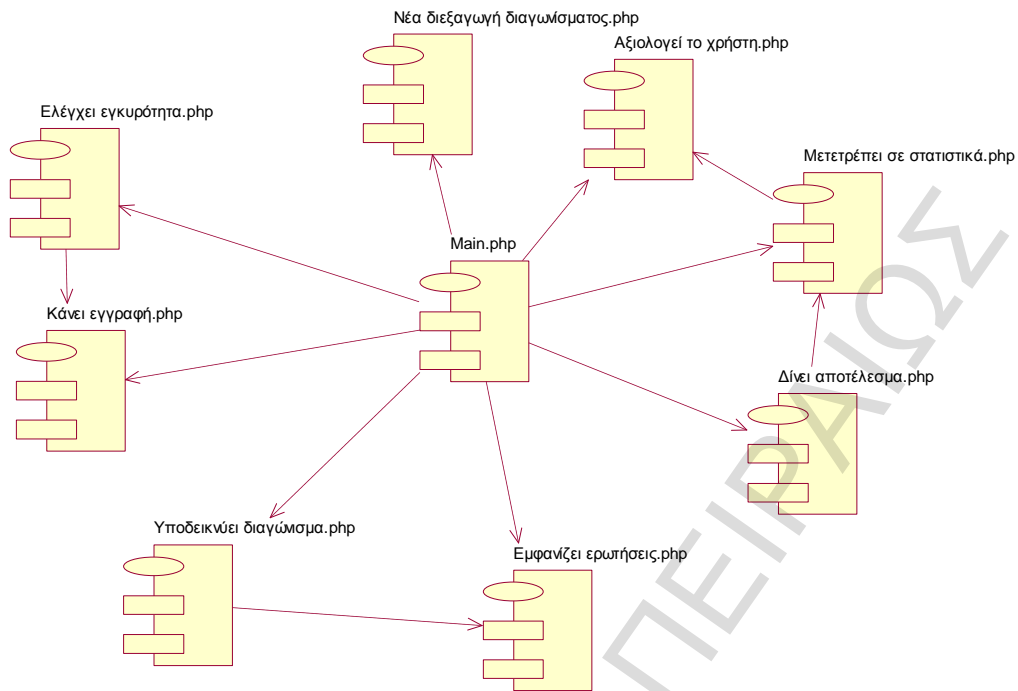 Νέα διεξαγωγή διαγωνίσματος.php
Αξιολογεί το χρήστη.php
Ελέγχει εγκυρότητα.php
Μετετρέπει σε στατιστικά.php
Main.php
Κάνει εγγραφή.php
Δίνει αποτέλεσμα.php
Υποδεικνύει διαγώνισμα.php
Εμφανίζει ερωτήσεις.php
ΠΕΙΡΑΙΩΣ